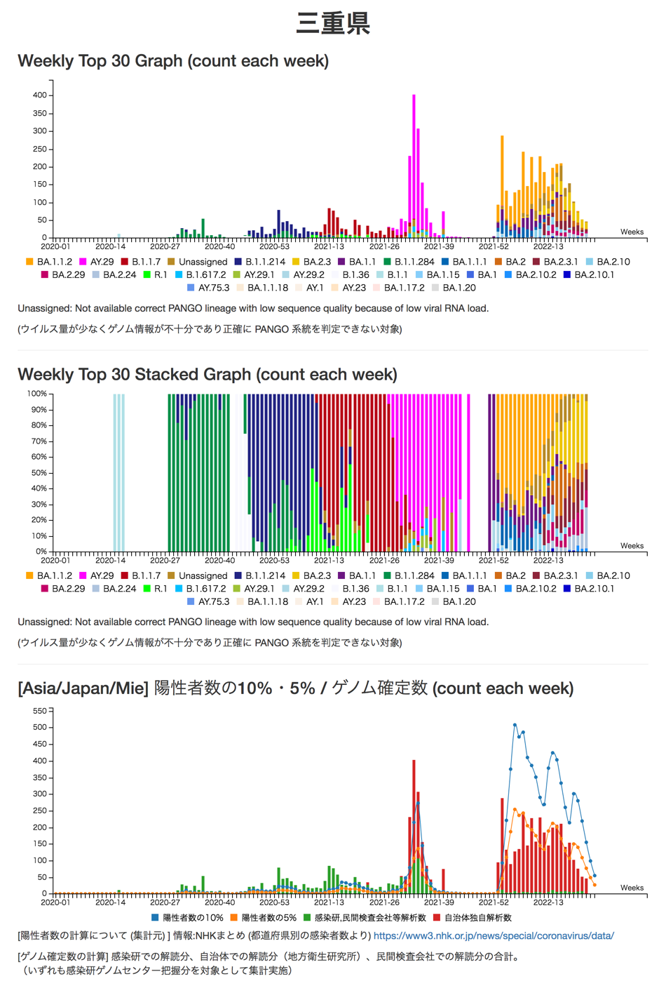 三重県
Weekly Top 30 Graph (count each week)
400
350
300
250
200
150
100
50
0
Weeks
2020-01 2020-14 2020-27 2020-40 2020-53 2021-13 2021-26 2021-39 2021-52 2022-13
BA.1.1.2 AY.29 B.1.1.7 Unassigned B.1.1.214 BA.2.3 BA.1.1 B.1.1.284 BA.1.1.1 BA.2 BA.2.3.1 BA.2.10
BA.2.29 BA.2.24 R.1 B.1.617.2 AY.29.1 AY.29.2 B.1.36 B.1.1 BA.1.15 BA.1 BA.2.10.2 BA.2.10.1
AY.75.3 BA.1.1.18 AY.1 AY.23 BA.1.17.2 BA.1.20
Unassigned: Not available correct PANGO lineage with low sequence quality because of low viral RNA load.
(ウイルス量が少なくゲノム情報が不十分であり正確に PANGO 系統を判定できない対象)
Weekly Top 30 Stacked Graph (count each week)
100%
90%
80%
70%
60%
50%
40%
30%
20%
10%
0%
Weeks
2020-01 2020-14 2020-27 2020-40 2020-53 2021-13 2021-26 2021-39 2021-52 2022-13
BA.1.1.2 AY.29 B.1.1.7 Unassigned B.1.1.214 BA.2.3 BA.1.1 B.1.1.284 BA.1.1.1 BA.2 BA.2.3.1 BA.2.10
BA.2.29 BA.2.24 R.1 B.1.617.2 AY.29.1 AY.29.2 B.1.36 B.1.1 BA.1.15 BA.1 BA.2.10.2 BA.2.10.1
AY.75.3 BA.1.1.18 AY.1 AY.23 BA.1.17.2 BA.1.20
Unassigned: Not available correct PANGO lineage with low sequence quality because of low viral RNA load.
(ウイルス量が少なくゲノム情報が不十分であり正確に PANGO 系統を判定できない対象)
[Asia/Japan/Mie] 陽性者数の10%・5% / ゲノム確定数 (count each week)
550
500
450
400
350
300
250
200
150
100
50
0
Weeks
2020-01 2020-14 2020-27 2020-40 2020-53 2021-13 2021-26 2021-39 2021-52 2022-13
陽性者数の10% 陽性者数の5% 感染研,民間検査会社等解析数 自治体独自解析数
[陽性者数の計算について (集計元) ] 情報:NHKまとめ (都道府県別の感染者数より) https://www3.nhk.or.jp/news/special/coronavirus/data/
[ゲノム確定数の計算] 感染研での解読分、自治体での解読分（地方衛生研究所）、民間検査会社での解読分の合計。
（いずれも感染研ゲノムセンター把握分を対象として集計実施）